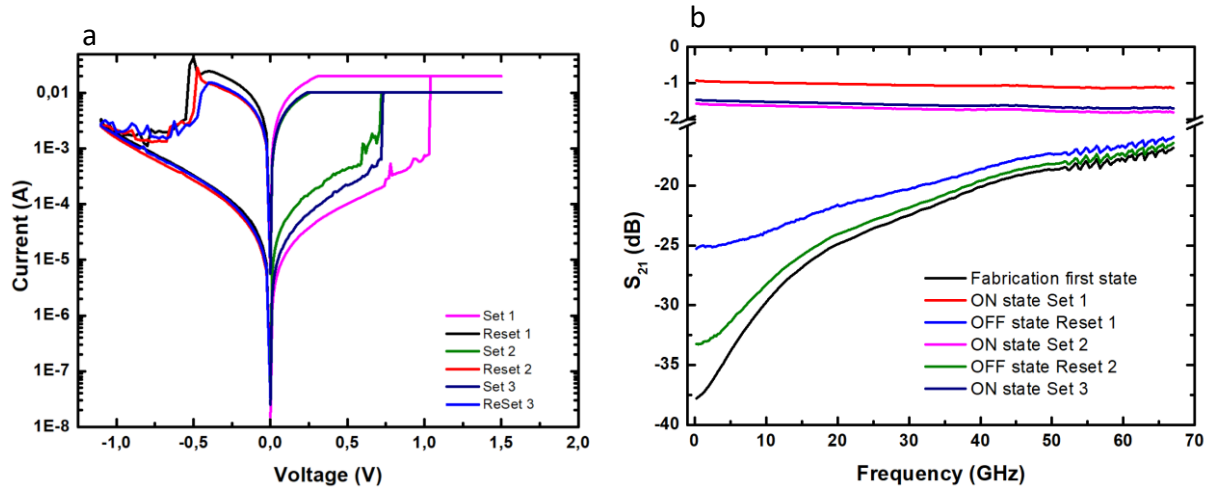 a
Current (A)
0,01
1E-3
1E-4
1E-5
1E-6
1E-7
1E-8
-1,0
-0,5
0,0
0,5
1,0
1,5
2,0
Voltage (V)
Set 1
Reset 1
Set 2
Reset 2
Set 3
ReSet 3
b
S21 (dB)
0
-1
-2
-20
-25
-30
-35
-40
0
10
20
30
40
50
60
70
Frequency (GHz)
Fabrication first state
ON state Set 1
OFF state Reset 1
ON state Set 2
OFF state Reset 2
ON state Set 3